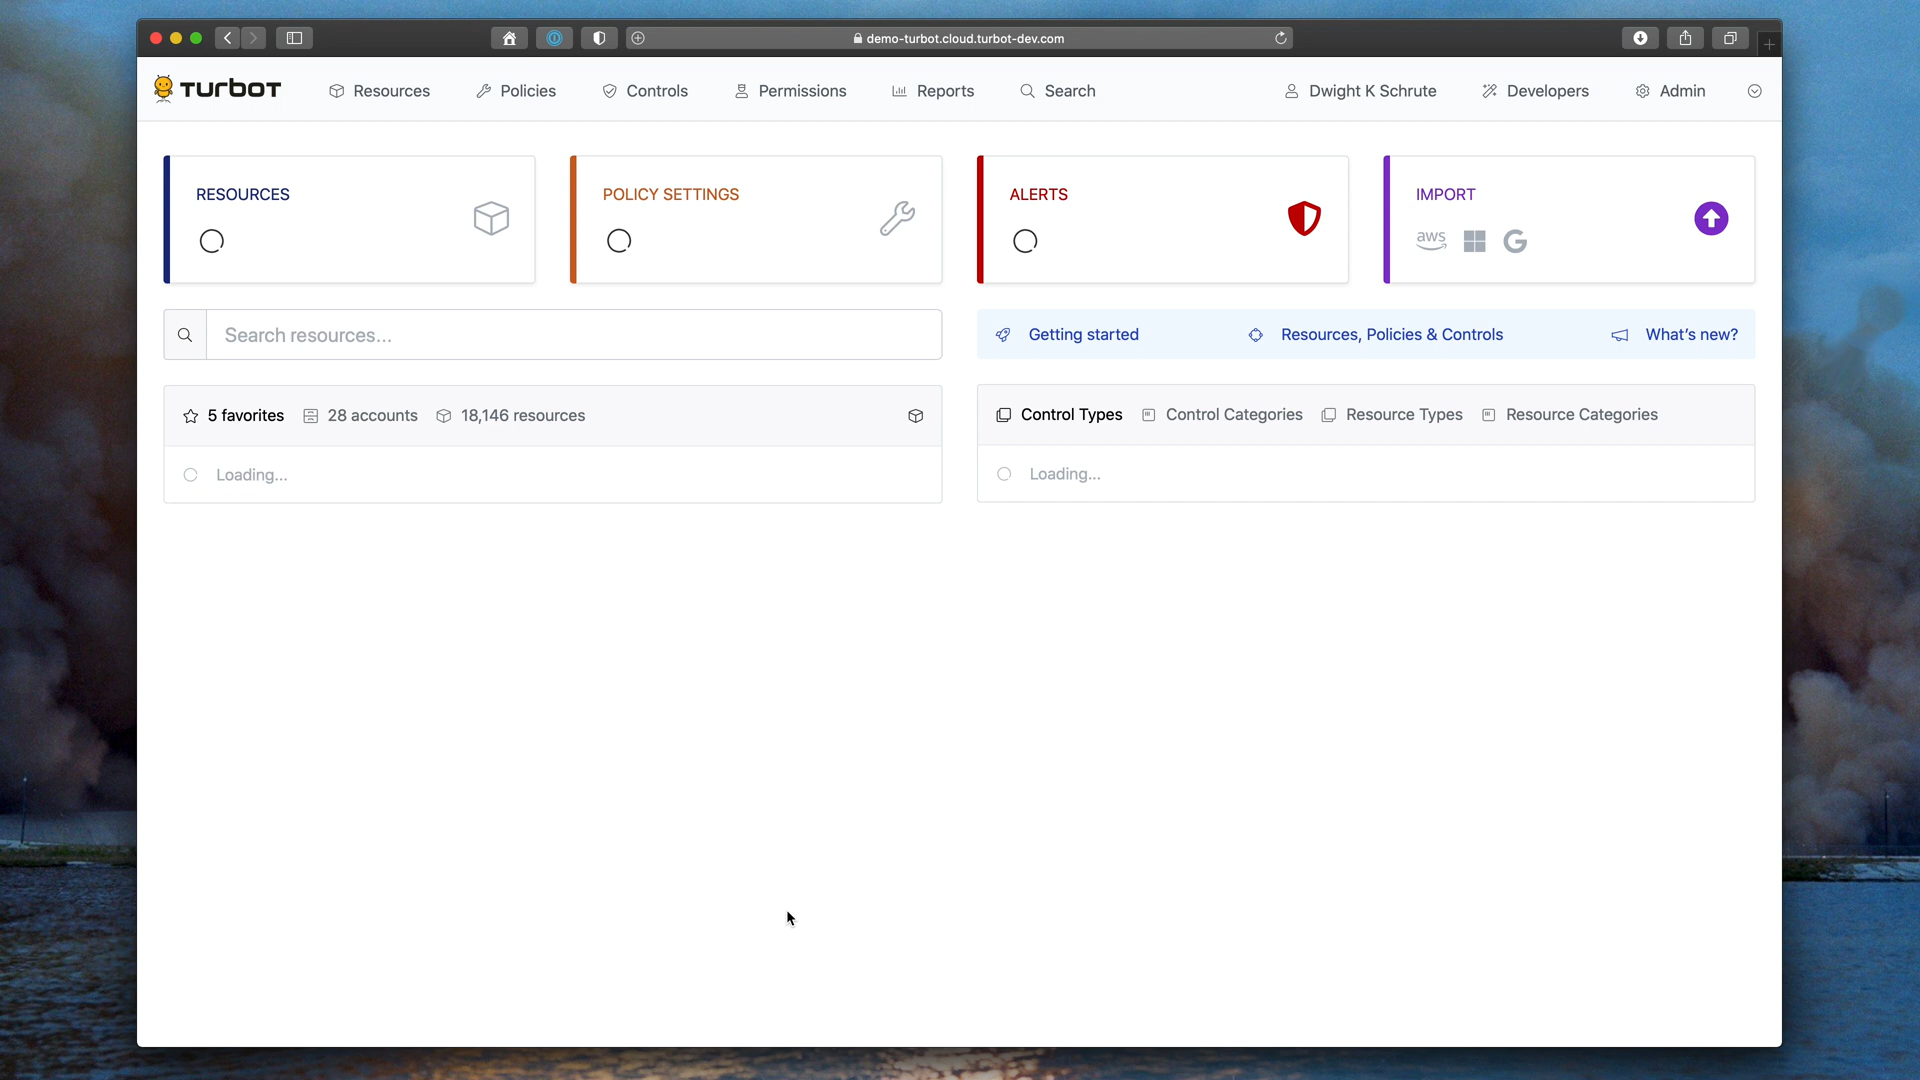 demo-turbot.cloud.turbot-dev.com
TURBOT Resources Policies Controls Permissions Reports Search Dwight K Schrute Developers Admin
RESOURCES POLICY SETTINGS ALERTS IMPORT
aws
Search resources... Getting started Resources, Policies & Controls What's new?
5 favorites 28 accounts 18,146 resources Control Types Control Categories Resource Types Resource Categories
Loading... Loading...